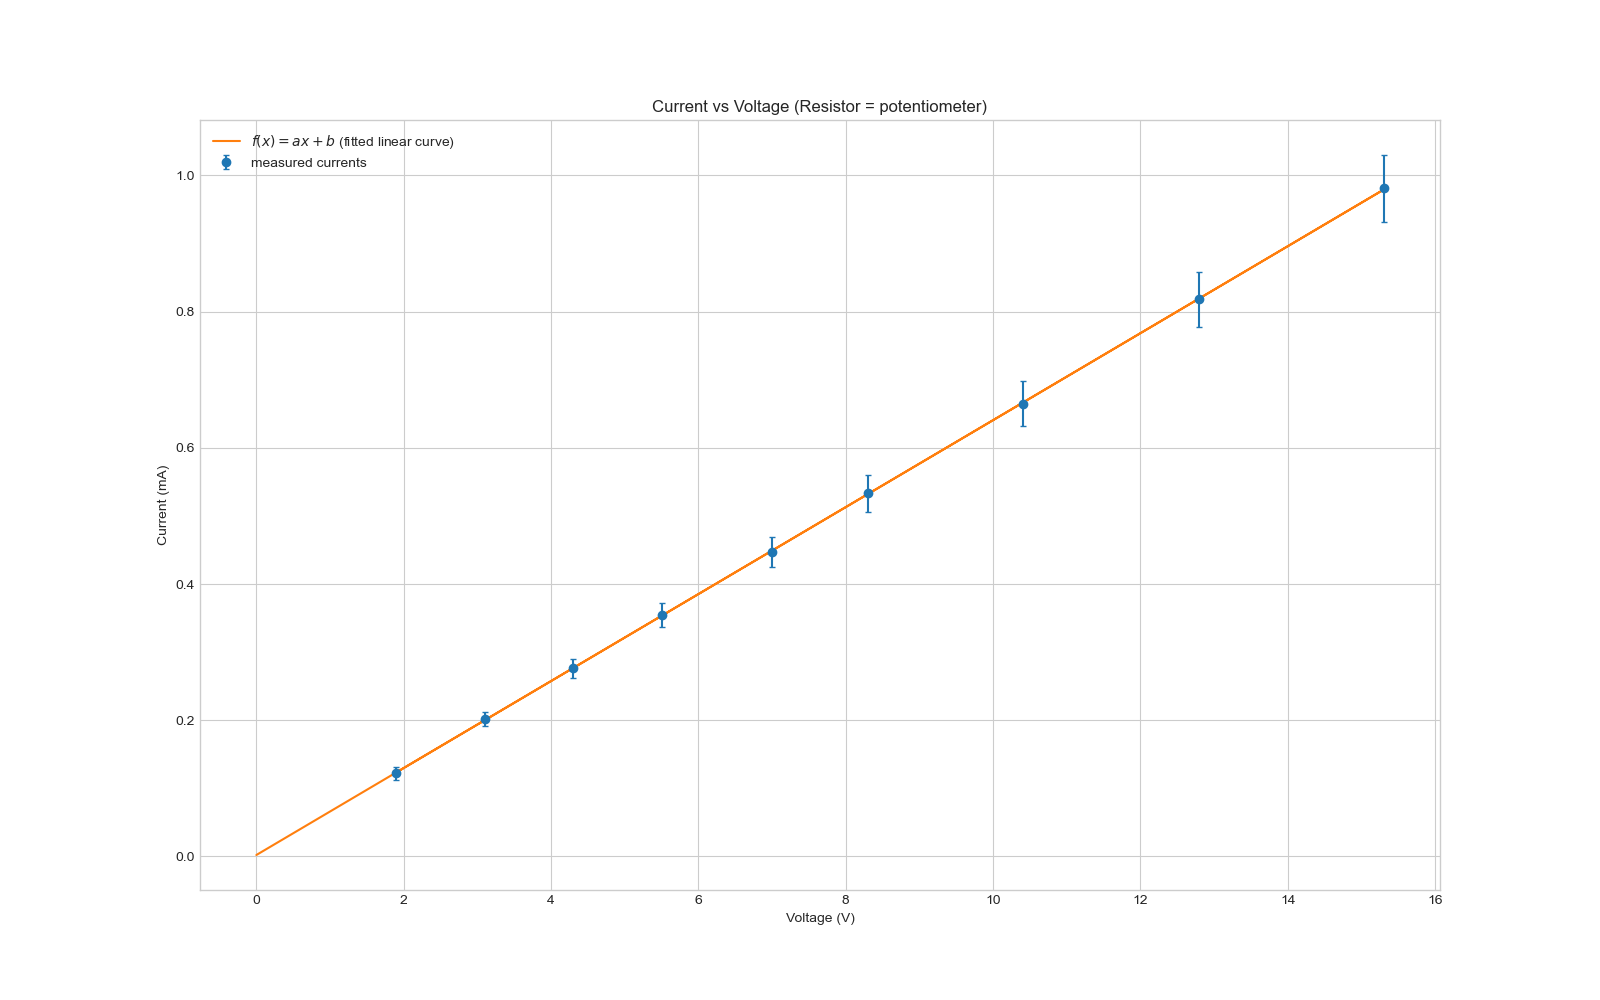 Current vs Voltage (Resistor = potentiometer)
f(x) = ax + b (fitted linear curve)
measured currents
1.0
0.8
0.6
0.4
0.2
0.0
Current (mA)
0 2 4 6 8 10 12 14 16
Voltage (V)